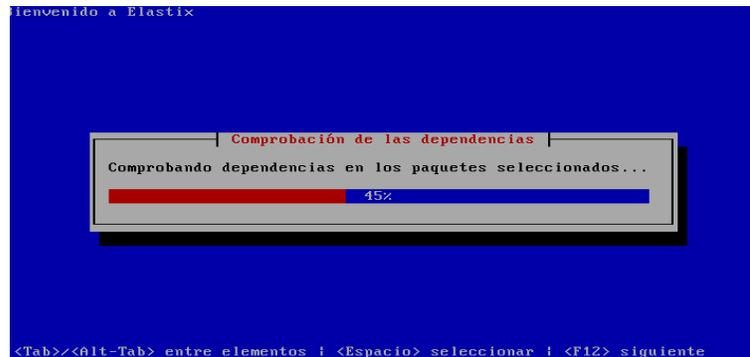 Bienvenido a Elastix
Comprobación de las dependencias
Comprobando dependencias en los paquetes seleccionados...
45%
<Tab>/<Alt-Tab> entre elementos | <Espacio> seleccionar | <F12> siguiente